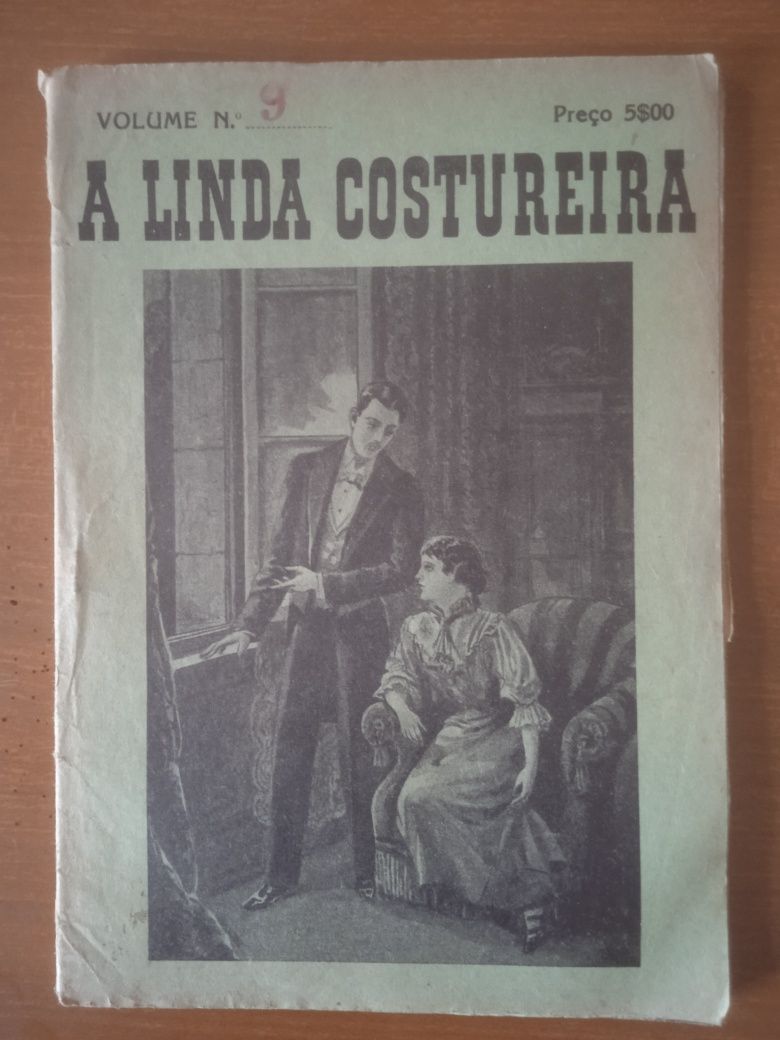 VOLUME N.º 9 Preço 5$00
A LINDA COSTUREIRA